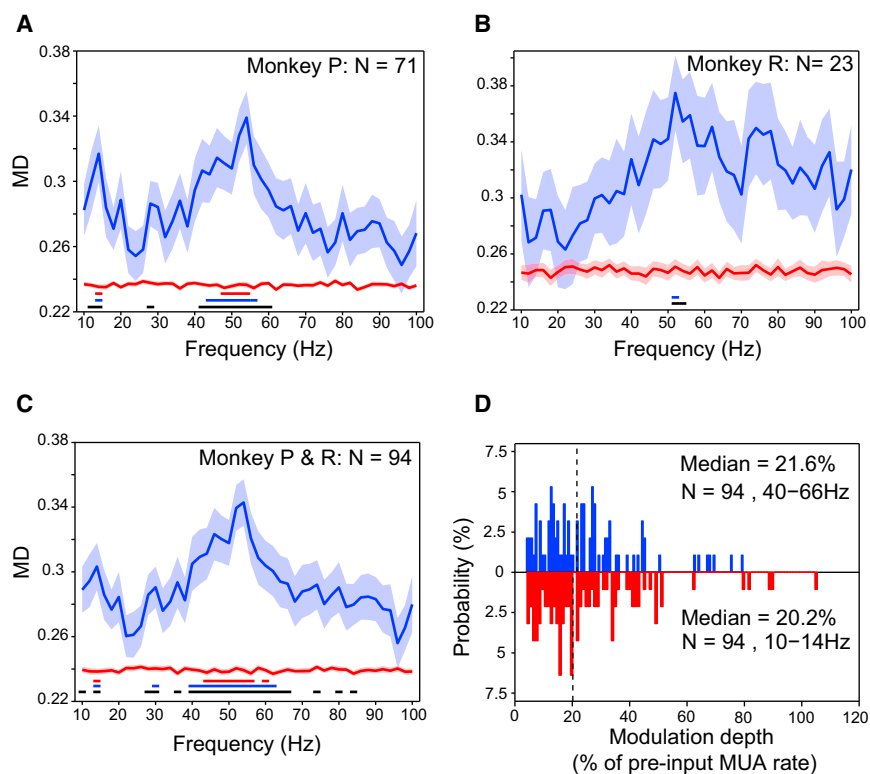 A
0.38
0.34
0.3
0.26
0.22
MD
Monkey P: N = 71
10 20 30 40 50 60 70 80 90 100
Frequency (Hz)
B
0.38
0.34
0.3
0.26
0.22
Monkey R: N= 23
10 20 30 40 50 60 70 80 90 100
Frequency (Hz)
C
0.38
0.34
0.3
0.26
0.22
MD
Monkey P & R: N = 94
10 20 30 40 50 60 70 80 90 100
Frequency (Hz)
D
7.5
5
2.5
0
2.5
5
7.5
Probability (%)
Median = 21.6%
N = 94 , 40−66Hz
Median = 20.2%
N = 94 , 10−14Hz
0 20 40 60 80 100 120
Modulation depth
(% of pre-input MUA rate)